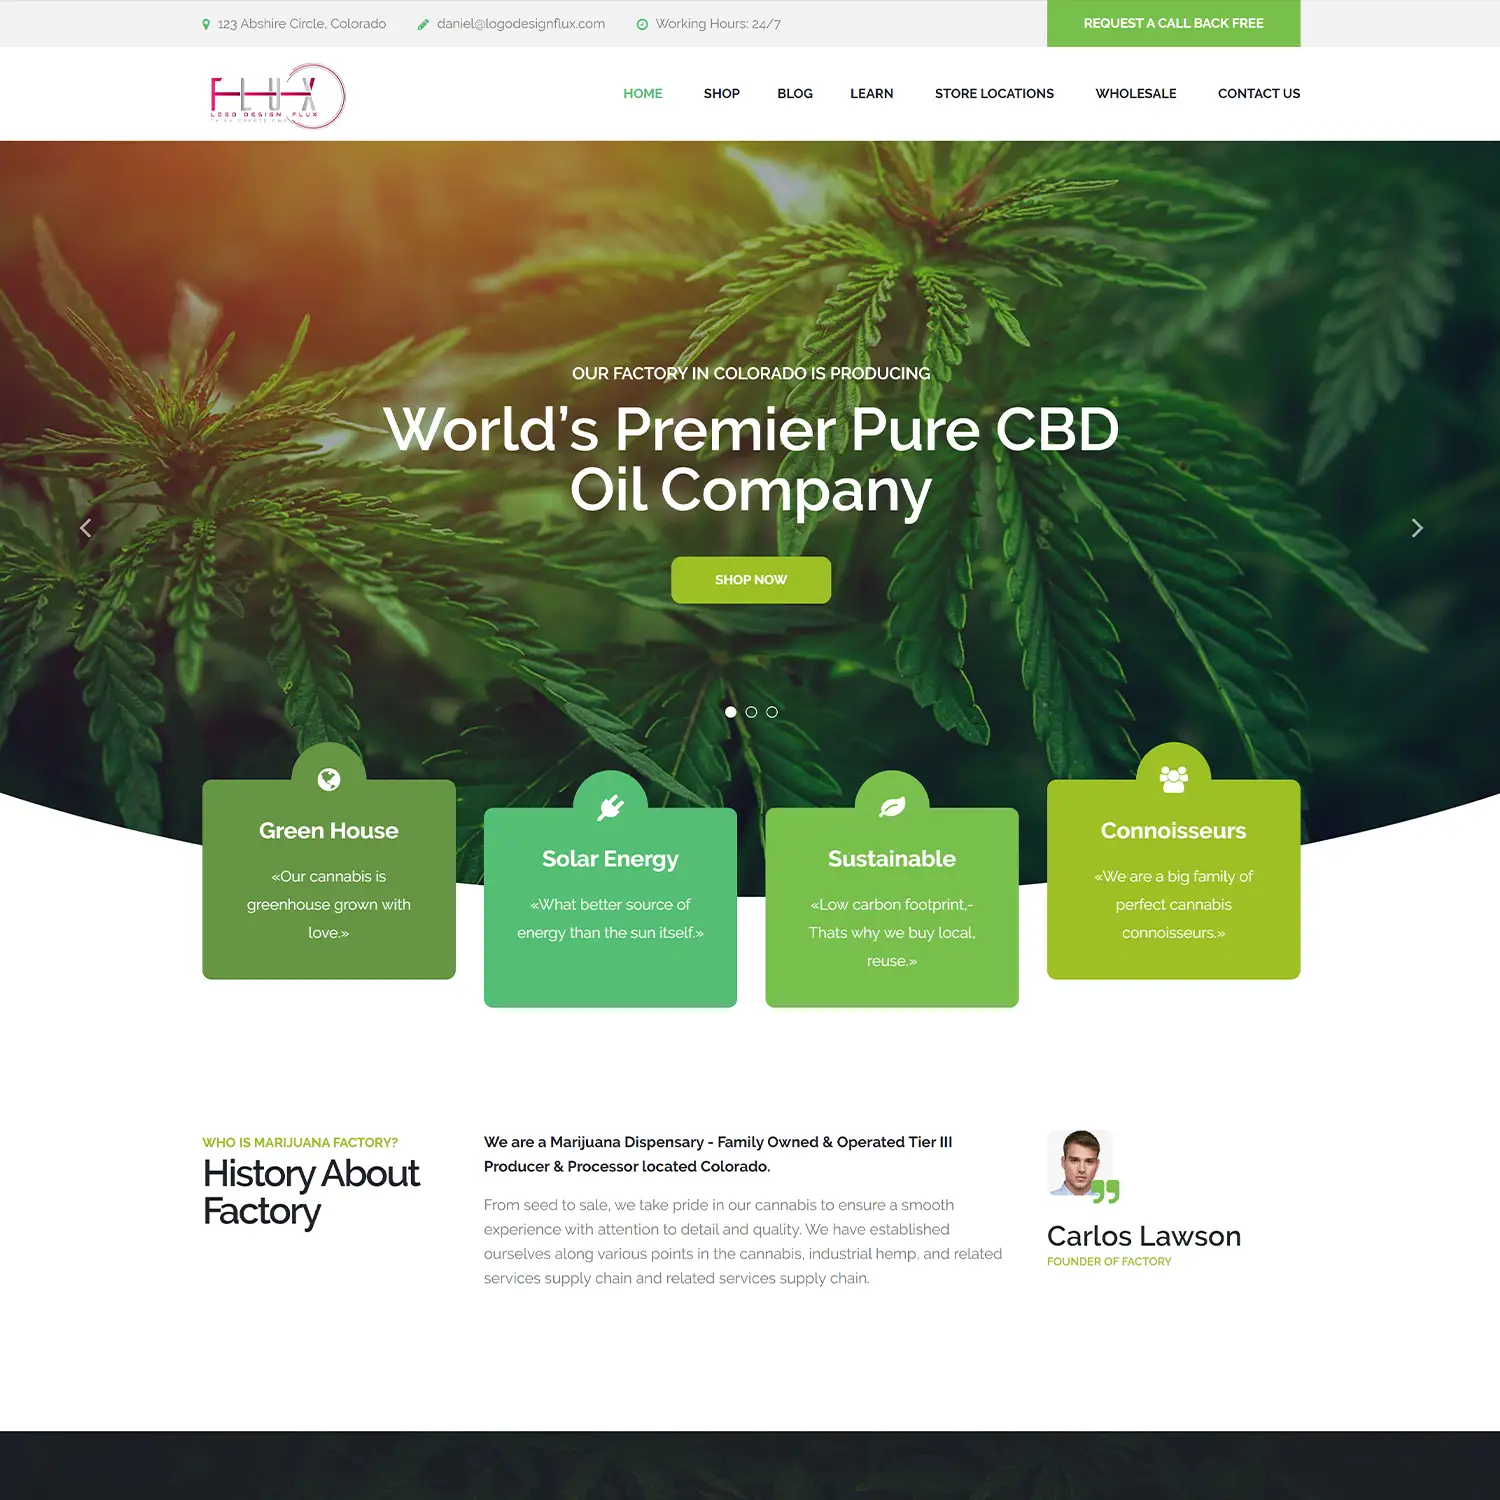 123 Abshire Circle, Colorado
daniel@logodesignflux.com
Working Hours: 24/7
REQUEST A CALL BACK FREE
FLUX
LOGO DESIGN FLUX
HOME
SHOP
BLOG
LEARN
STORE LOCATIONS
WHOLESALE
CONTACT US
OUR FACTORY IN COLORADO IS PRODUCING
World's Premier Pure CBD
Oil Company
SHOP NOW
Green House
«Our cannabis is
greenhouse grown with
love.»
Solar Energy
«What better source of
energy than the sun itself.»
Sustainable
«Low carbon footprint,-
Thats why we buy local,
reuse.»
Connoisseurs
«We are a big family of
perfect cannabis
connoisseurs.»
WHO IS MARIJUANA FACTORY?
History About
Factory
We are a Marijuana Dispensary - Family Owned & Operated Tier III
Producer & Processor located Colorado.
From seed to sale, we take pride in our cannabis to ensure a smooth
experience with attention to detail and quality. We have established
ourselves along various points in the cannabis, industrial hemp, and related
services supply chain and related services supply chain.
Carlos Lawson
FOUNDER OF FACTORY